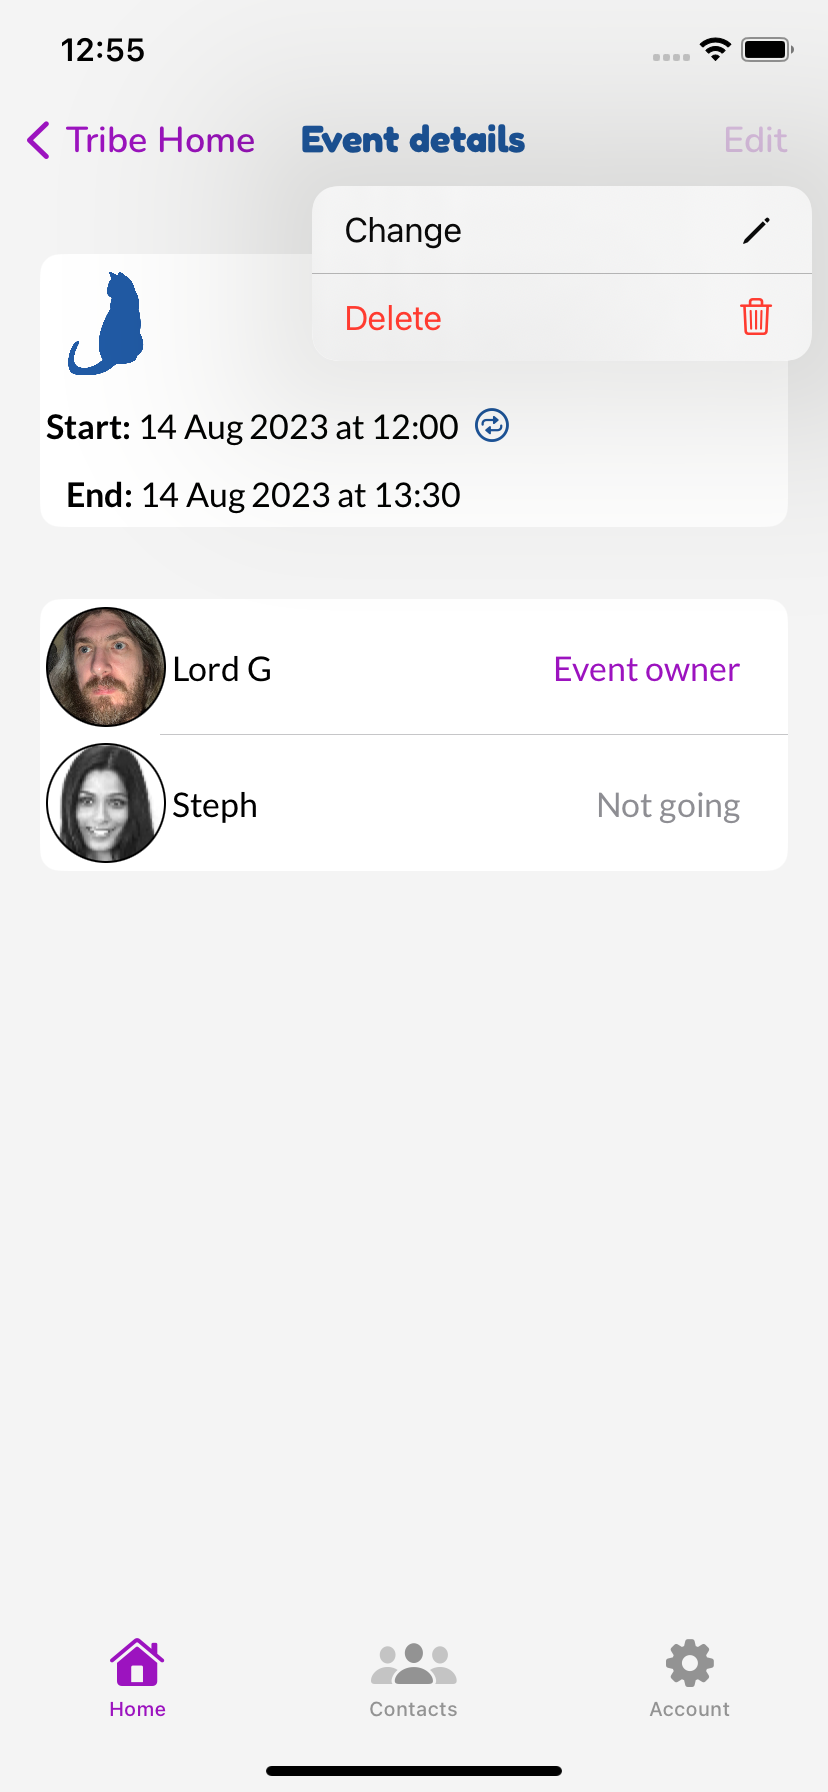 12:55
Tribe Home Event details Edit
Change
Delete
Start: 14 Aug 2023 at 12:00
End: 14 Aug 2023 at 13:30
Lord G Event owner
Steph Not going
Home Contacts Account